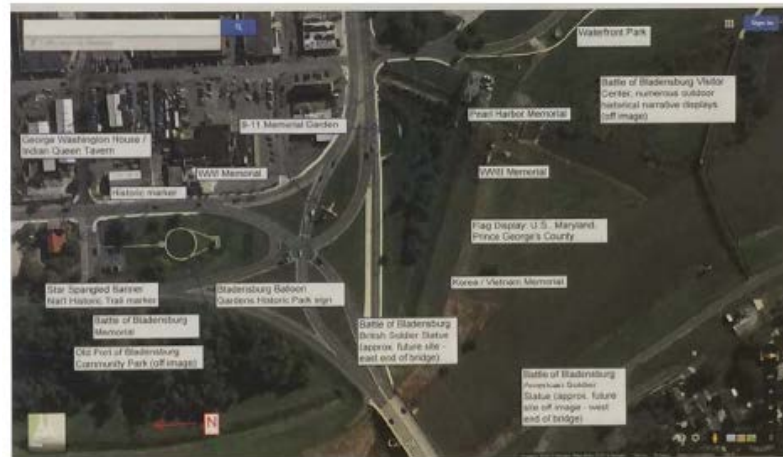 Sign in
Waterfront Park
Battle of Bladensburg Visitor
Center, numerous outdoor
historical narrative displays
(off image)
Pearl Harbor Memorial
9-11 Memorial Garden
George Washington House /
Indian Queen Tavern
WWI Memorial
WWII Memorial
Historic marker
Flag Display: U.S., Maryland,
Prince George's County
Korea / Vietnam Memorial
Star Spangled Banner
Nat'l Historic Trail marker
Bladensburg Balloon
Gardens Historic Park sign
Battle of Bladensburg
Memorial
Battle of Bladensburg
British Soldier Statue
(approx. future site -
east end of bridge)
Old Port of Bladensburg
Community Park (off image)
Battle of Bladensburg
American Soldier
Statue (approx. future
site off image - west
end of bridge)
N